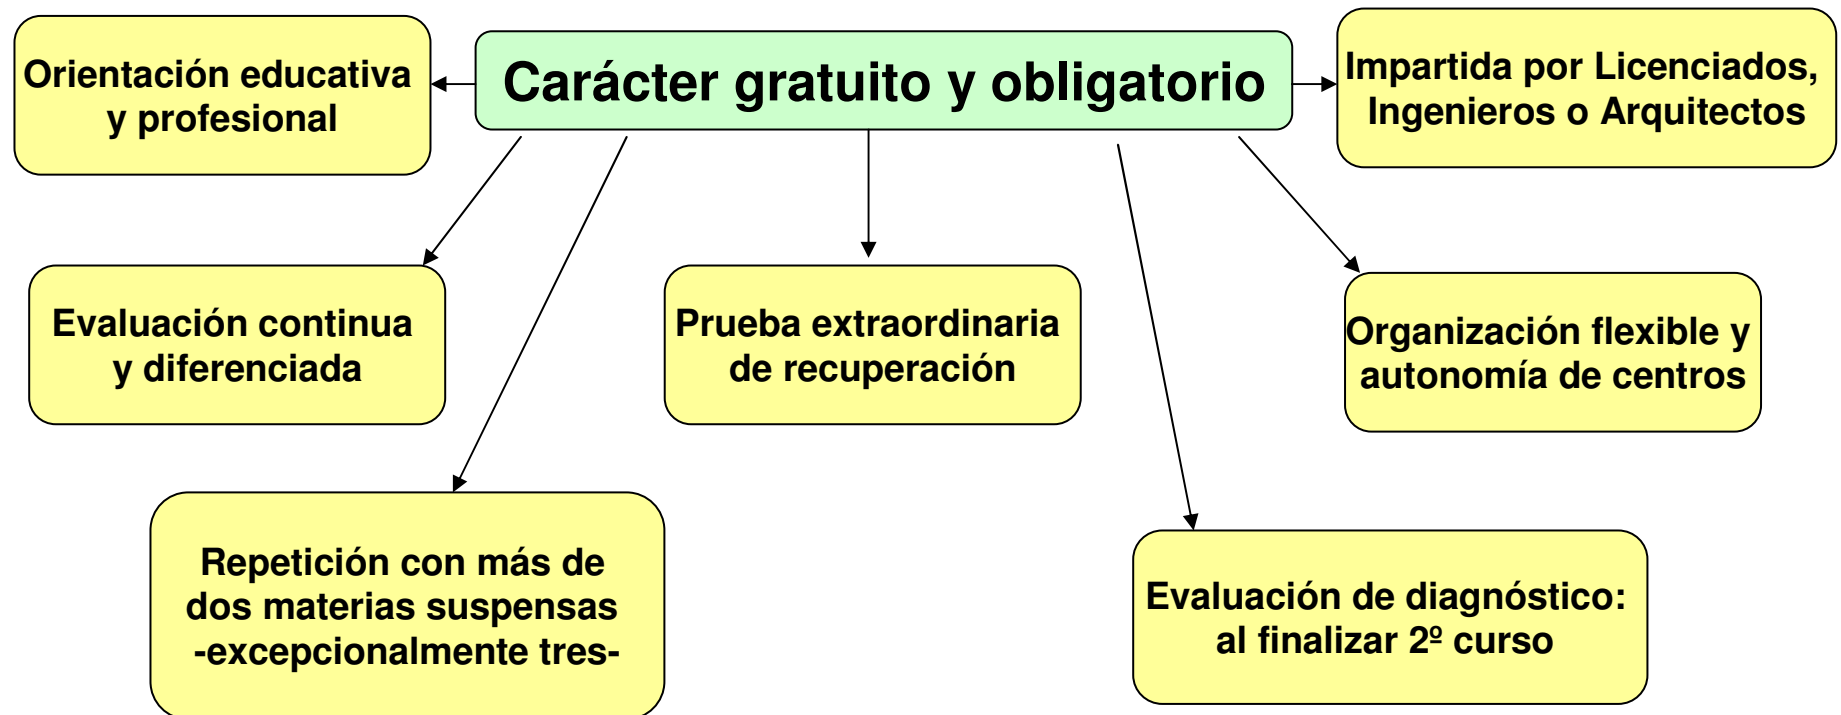 Orientación educativa
y profesional
Carácter gratuito y obligatorio
Impartida por Licenciados,
Ingenieros o Arquitectos
Evaluación continua
y diferenciada
Prueba extraordinaria
de recuperación
Organización flexible y
autonomía de centros
Repetición con más de
dos materias suspensas
-excepcionalmente tres-
Evaluación de diagnóstico:
al finalizar 2º curso